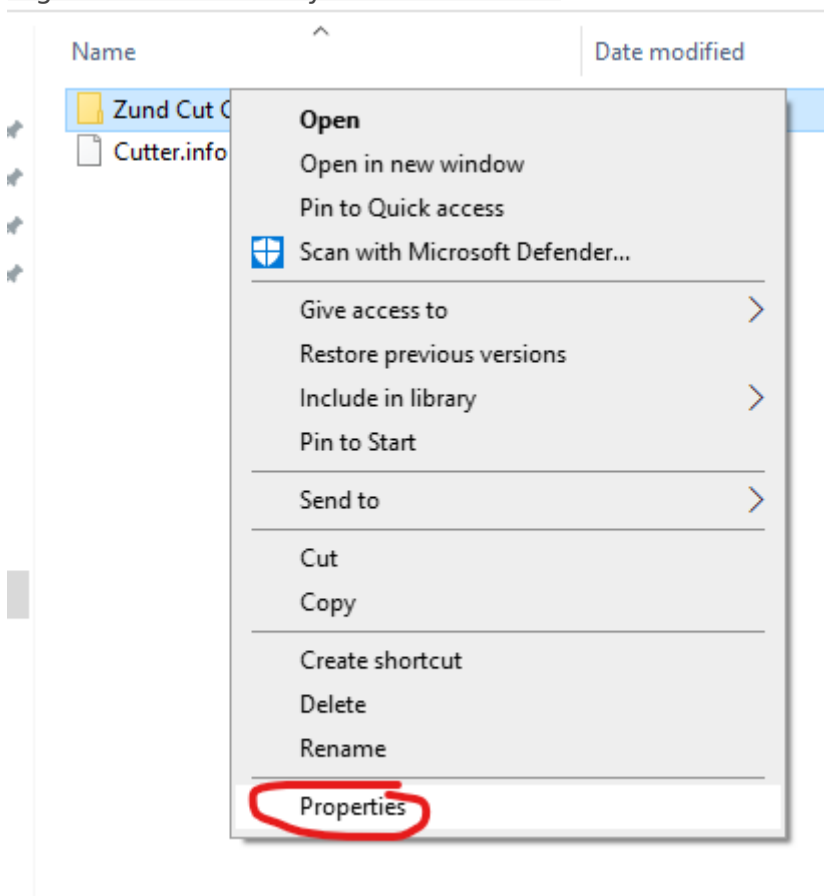 Name
Date modified
Zund Cut
Cutter.info
Open
Open in new window
Pin to Quick access
Scan with Microsoft Defender...
Give access to
Restore previous versions
Include in library
Pin to Start
Send to
Cut
Copy
Create shortcut
Delete
Rename
Properties